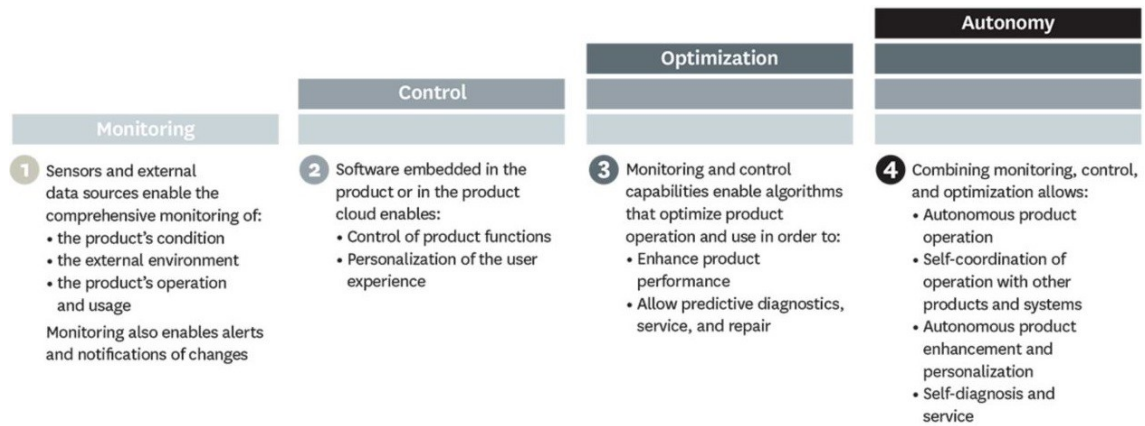 Monitoring
1
Sensors and external
data sources enable the
comprehensive monitoring of:
• the product's condition
• the external environment
• the product's operation
and usage
Monitoring also enables alerts
and notifications of changes
Control
2
Software embedded in the
product or in the product
cloud enables:
• Control of product functions
• Personalization of the user
experience
Optimization
3
Monitoring and control
capabilities enable algorithms
that optimize product
operation and use in order to:
• Enhance product
performance
• Allow predictive diagnostics,
service, and repair
Autonomy
4
Combining monitoring, control,
and optimization allows:
• Autonomous product
operation
• Self-coordination of
operation with other
products and systems
• Autonomous product
enhancement and
personalization
• Self-diagnosis and
service